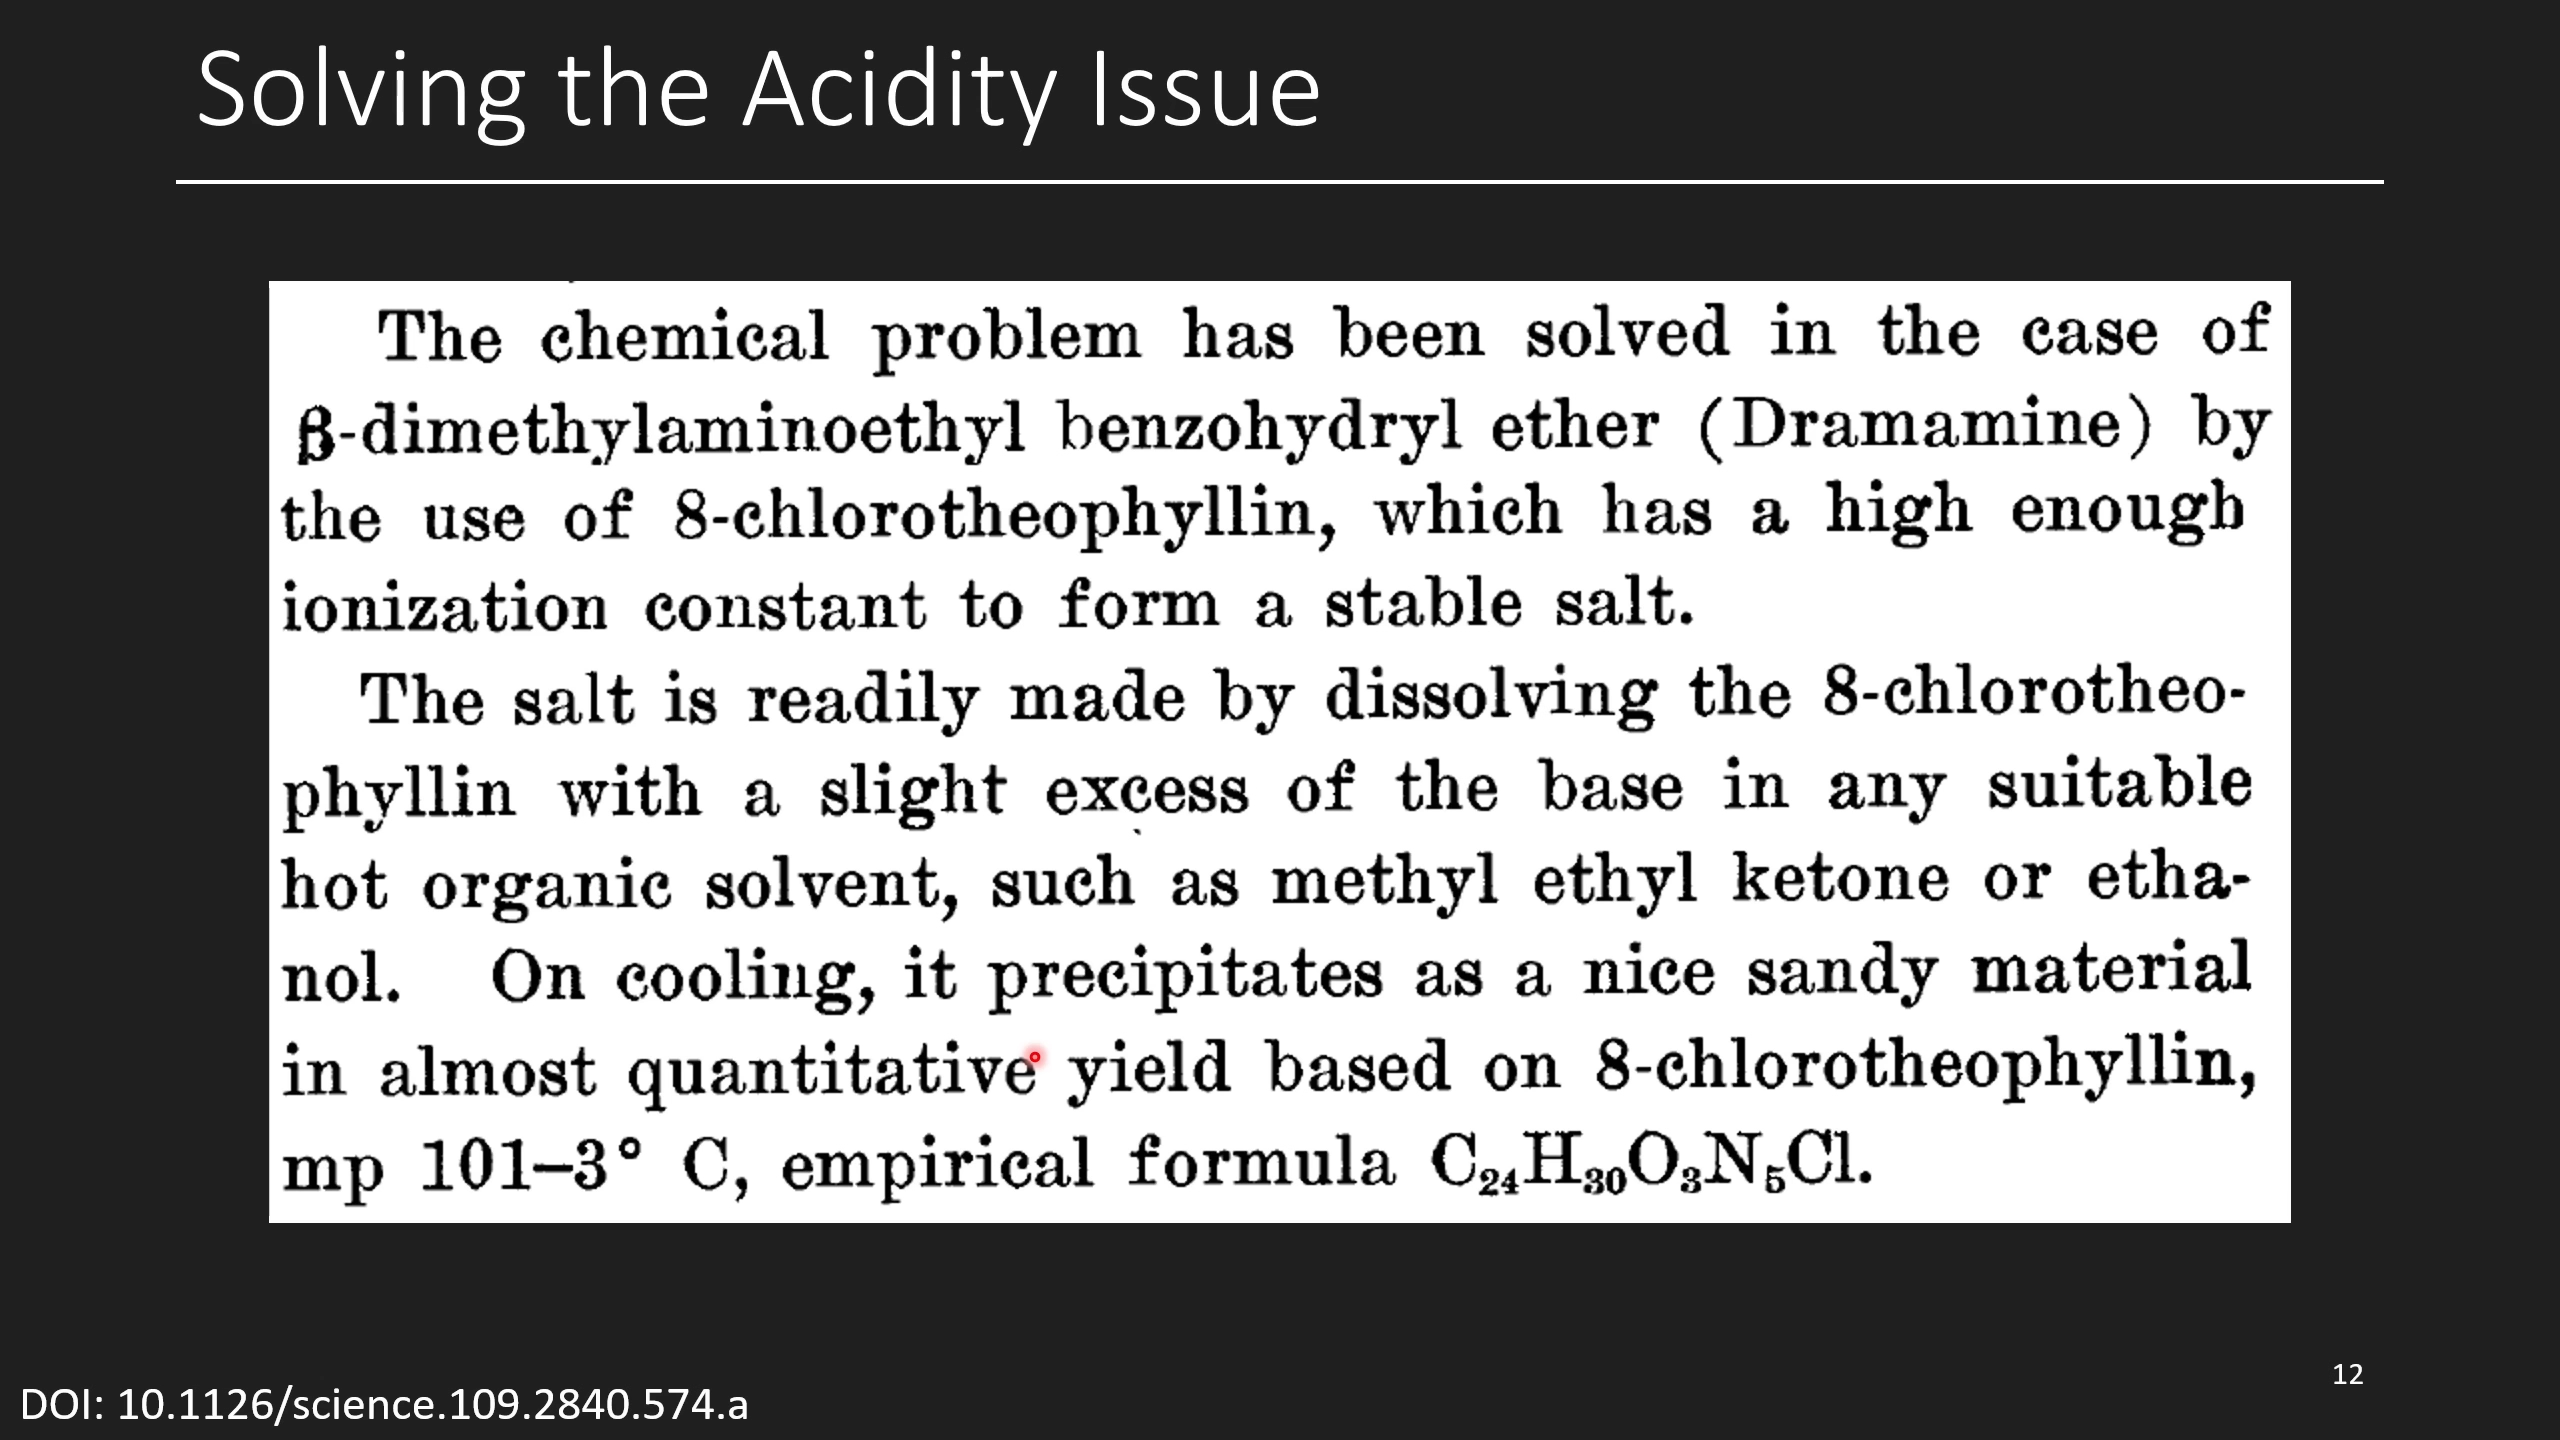 Solving the Acidity Issue
The chemical problem has been solved in the case of
β-dimethylaminoethyl benzohydryl ether (Dramamine) by
the use of 8-chlorotheophyllin, which has a high enough
ionization constant to form a stable salt.
The salt is readily made by dissolving the 8-chlorotheo-
phyllin with a slight excess of the base in any suitable
hot organic solvent, such as methyl ethyl ketone or etha-
nol. On cooling, it precipitates as a nice sandy material
in almost quantitative yield based on 8-chlorotheophyllin,
mp 101–3° C, empirical formula C₂₄H₃₀O₃N₅Cl.
12
DOI: 10.1126/science.109.2840.574.a